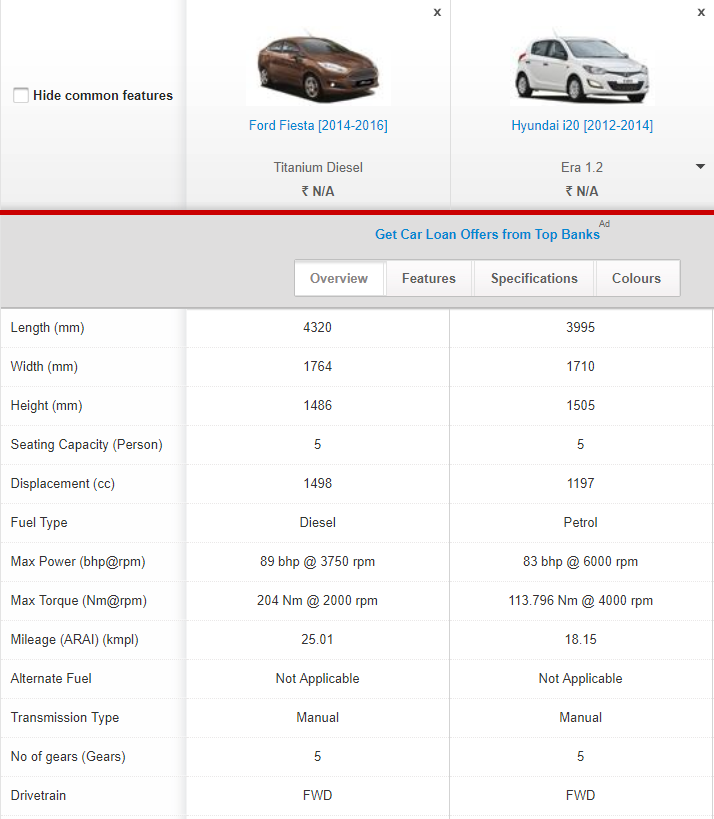 x
x
Hide common features
Ford Fiesta [2014-2016]
Hyundai i20 [2012-2014]
Titanium Diesel
Era 1.2
₹ N/A
₹ N/A
Get Car Loan Offers from Top Banks Ad
Overview Features Specifications Colours
Length (mm) 4320 3995
Width (mm) 1764 1710
Height (mm) 1486 1505
Seating Capacity (Person) 5 5
Displacement (cc) 1498 1197
Fuel Type Diesel Petrol
Max Power (bhp@rpm) 89 bhp @ 3750 rpm 83 bhp @ 6000 rpm
Max Torque (Nm@rpm) 204 Nm @ 2000 rpm 113.796 Nm @ 4000 rpm
Mileage (ARAI) (kmpl) 25.01 18.15
Alternate Fuel Not Applicable Not Applicable
Transmission Type Manual Manual
No of gears (Gears) 5 5
Drivetrain FWD FWD